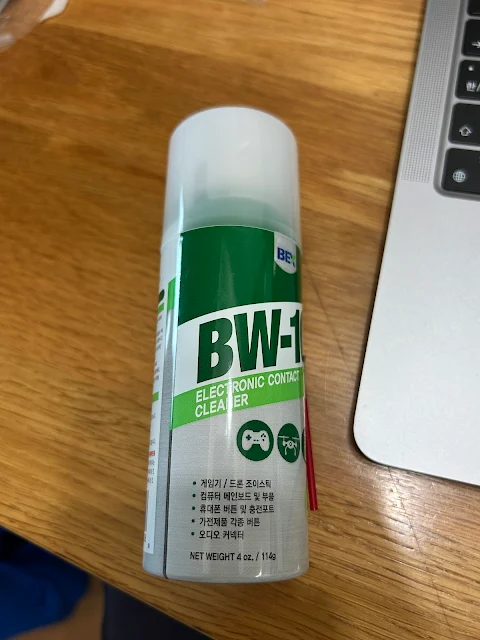 BW-1
ELECTRONIC CONTACT
CLEANER
• 게임기 / 드론 조이스틱
• 컴퓨터 메인보드 및 부품
• 휴대폰 버튼 및 충전포트
• 가전제품 각종 버튼
• 오디오 커넥터
NET WEIGHT 4 oz. / 114g